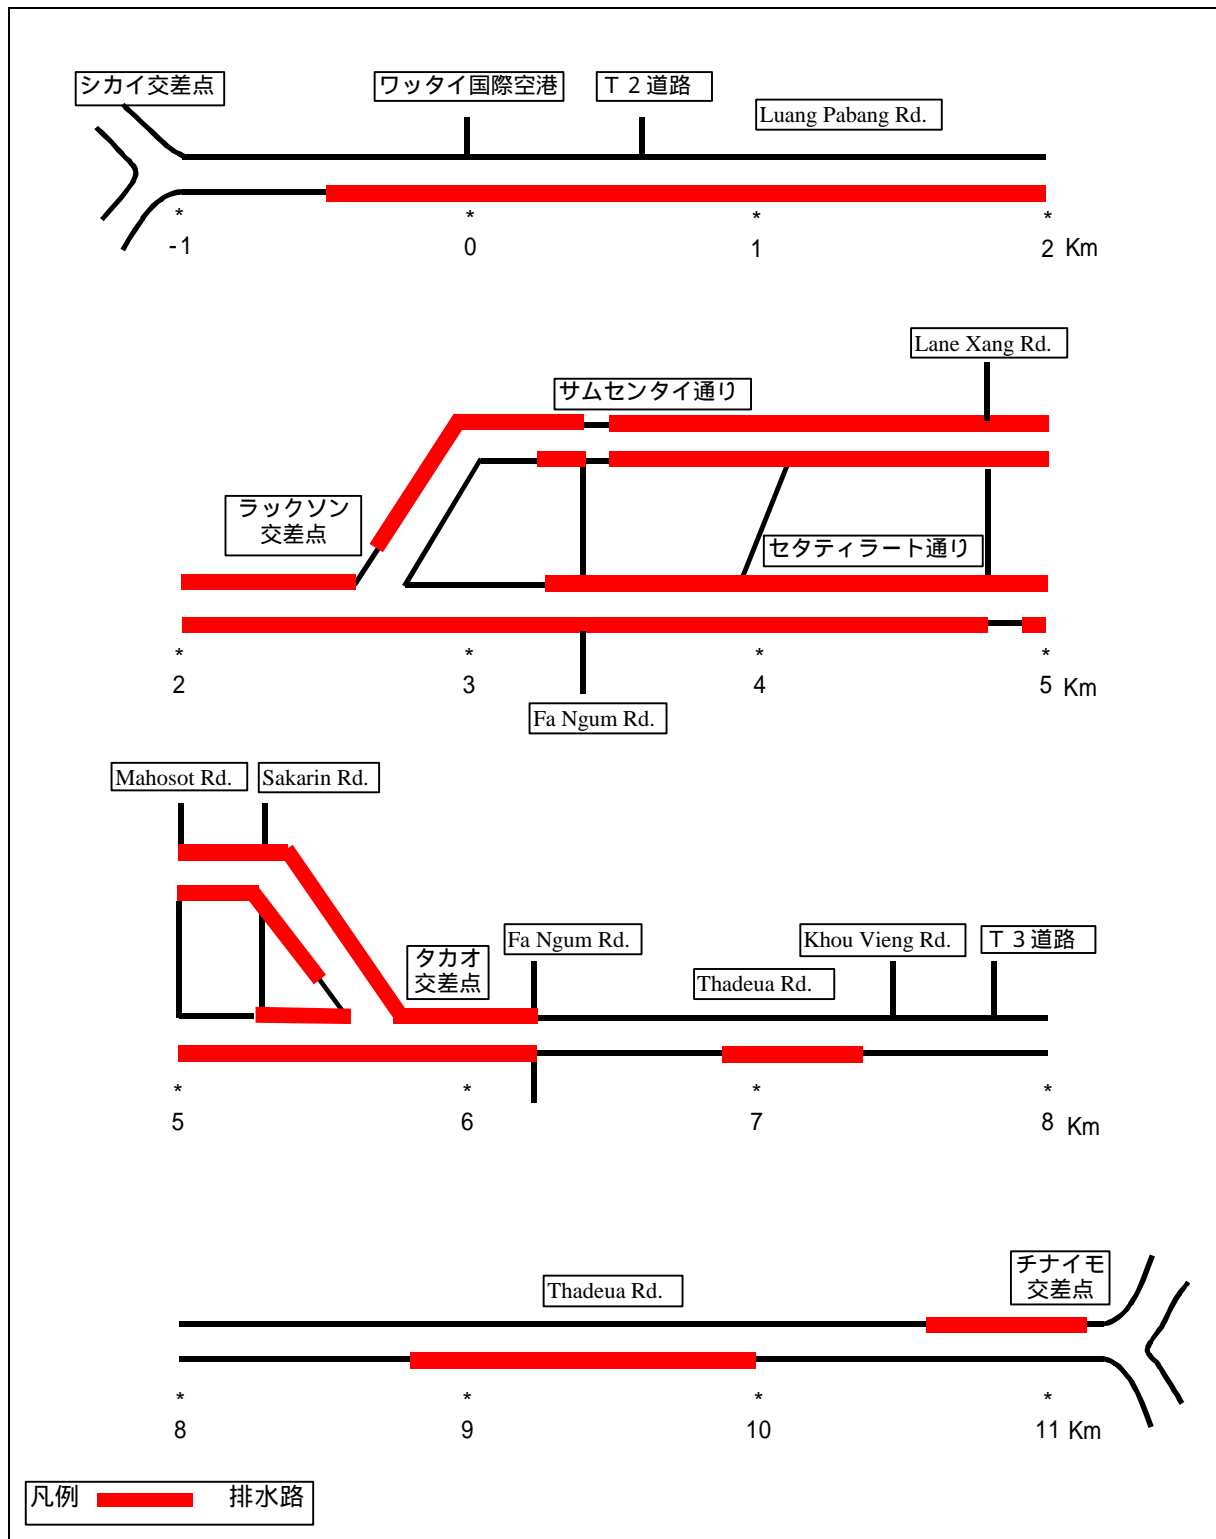 シカイ交差点
ワッタイ国際空港
Ｔ２道路
Luang Pabang Rd.
* * * *
-1 0 1 2 Km
Lane Xang Rd.
サムセンタイ通り
ラックソン
交差点
セタティラート通り
* * * *
2 3 4 5 Km
Fa Ngum Rd.
Mahosot Rd.
Sakarin Rd.
タカオ
交差点
Fa Ngum Rd.
Thadeua Rd.
Khou Vieng Rd.
Ｔ３道路
* * * *
5 6 7 8 Km
Thadeua Rd.
チナイモ
交差点
* * * *
8 9 10 11 Km
凡例 排水路